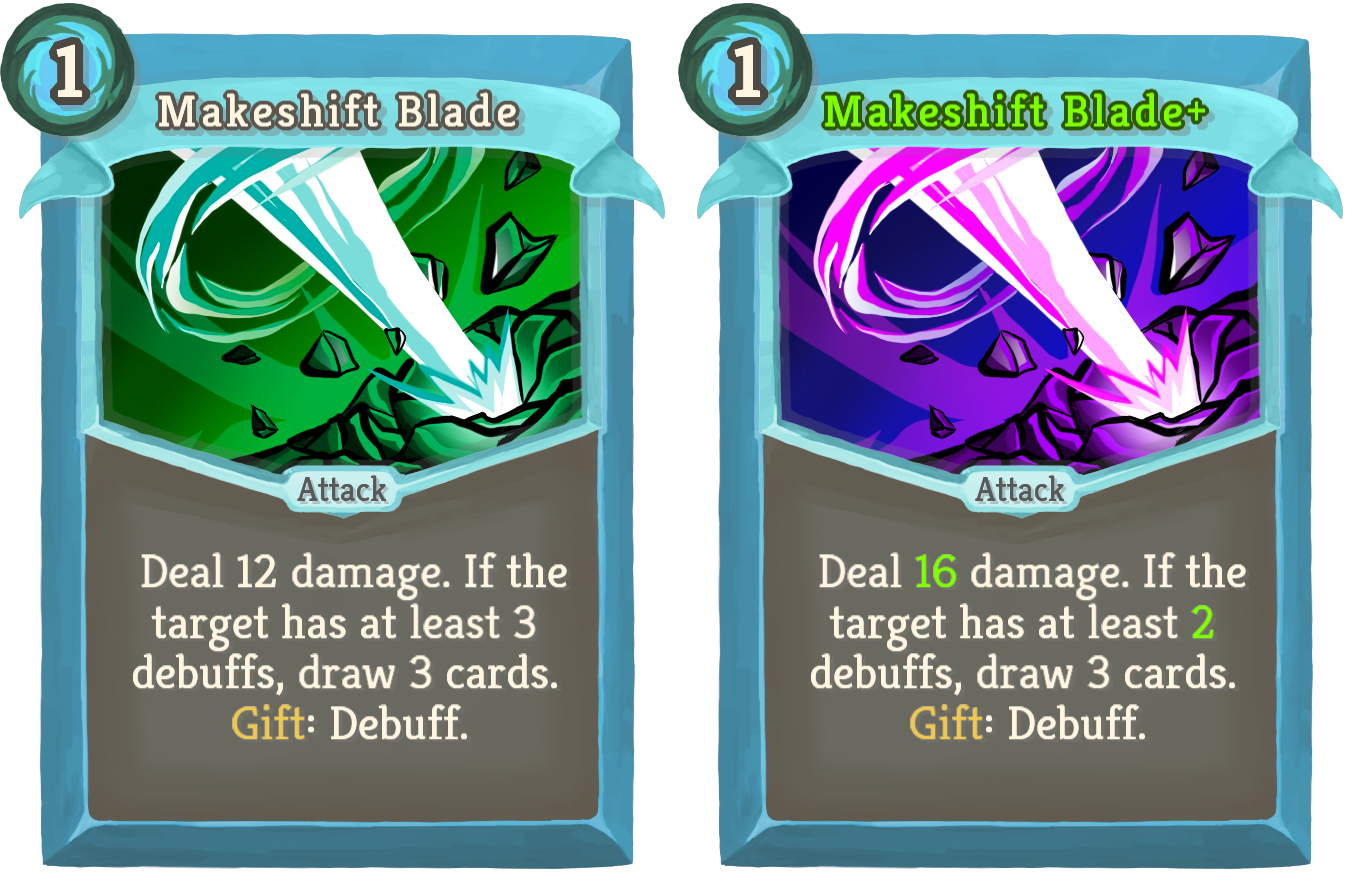 1
Makeshift Blade
Attack
Deal 12 damage. If the
target has at least 3
debuffs, draw 3 cards.
Gift: Debuff.
1
Makeshift Blade+
Attack
Deal 16 damage. If the
target has at least 2
debuffs, draw 3 cards.
Gift: Debuff.